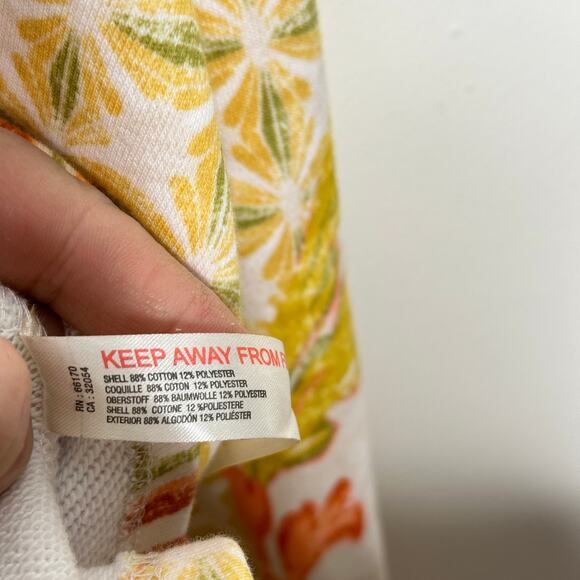 KEEP AWAY FROM F
SHELL 88% COTTON 12% POLYESTER
COQUILLE 88% COTON 12% POLYESTER
OBERSTOFF 88% BAUMWOLLE 12% POLYESTER
SHELL 88% COTONE 12 %POLIESTERE
EXTERIOR 88% ALGODÓN 12% POLIÉSTER
RN : 66170
CA : 32054